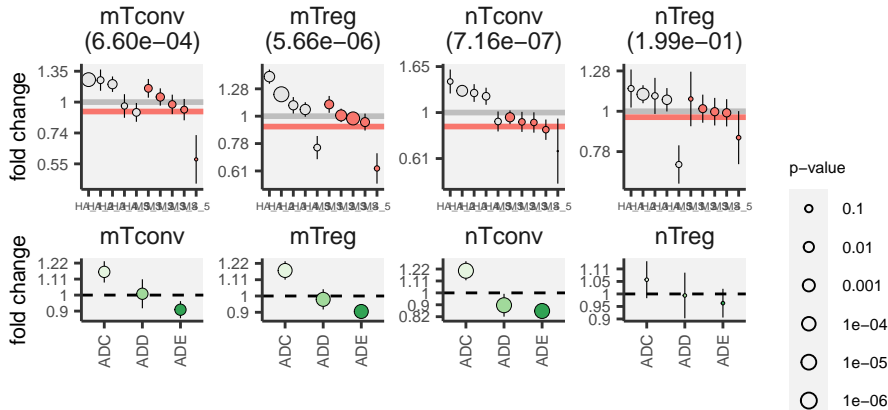 mTconv
(6.60e−04)
mTreg
(5.66e−06)
nTconv
(7.16e−07)
nTreg
(1.99e−01)
fold change
1.35
1
0.74
0.55
1.28
1
0.78
0.61
1.65
1
0.61
1.28
1
0.78
p−value
0.1
0.01
0.001
1e−04
1e−05
1e−06
mTconv
mTreg
nTconv
nTreg
fold change
1.22
1.11
1
0.9
1.22
1.11
1
0.9
1.22
1.11
1
0.9
0.82
1.11
1.05
1
0.95
0.9
ADC
ADD
ADE
ADC
ADD
ADE
ADC
ADD
ADE
ADC
ADD
ADE